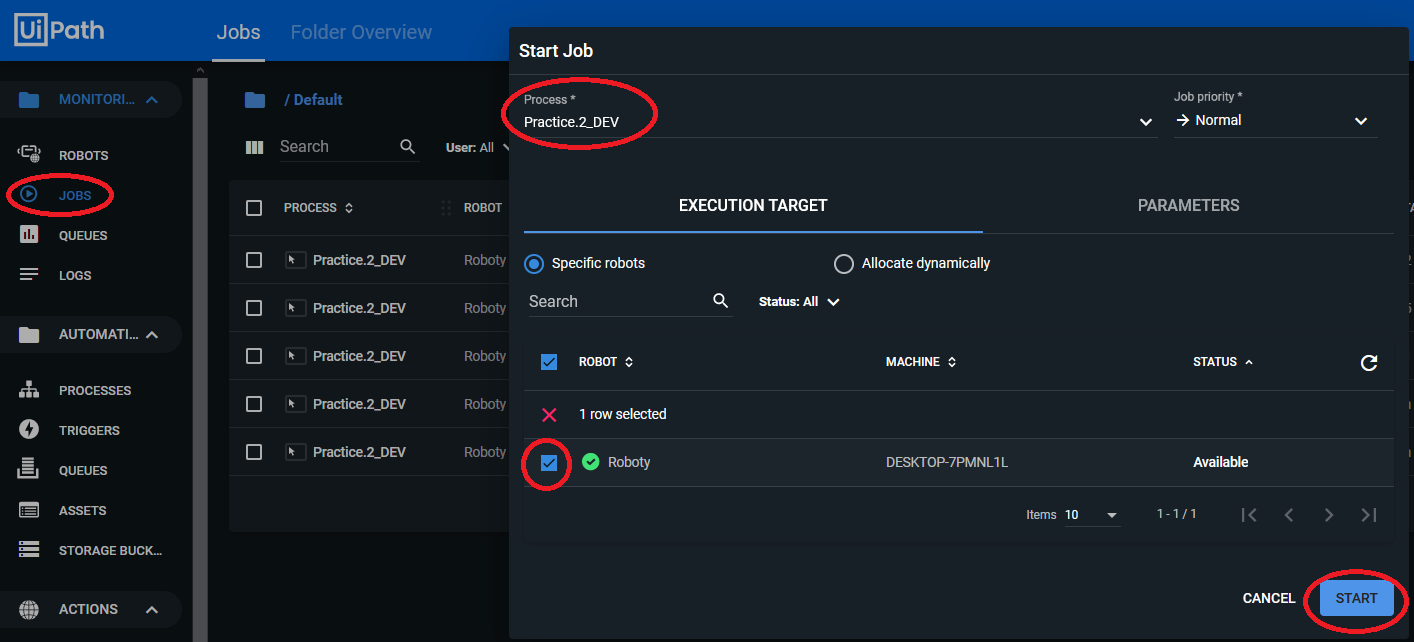 UiPath
Jobs Folder Overview
MONITORI...
ROBOTS
JOBS
QUEUES
LOGS
AUTOMATI...
PROCESSES
TRIGGERS
QUEUES
ASSETS
STORAGE BUCK...
ACTIONS
/ Default
Search User: All
PROCESS ROBOT
Practice.2_DEV Roboty
Practice.2_DEV Roboty
Practice.2_DEV Roboty
Practice.2_DEV Roboty
Practice.2_DEV Roboty
Start Job
Process *
Practice.2_DEV
Job priority *
Normal
EXECUTION TARGET PARAMETERS
Specific robots Allocate dynamically
Search Status: All
ROBOT MACHINE STATUS
1 row selected
Roboty DESKTOP-7PMNL1L Available
Items 10 1 - 1 / 1
CANCEL START